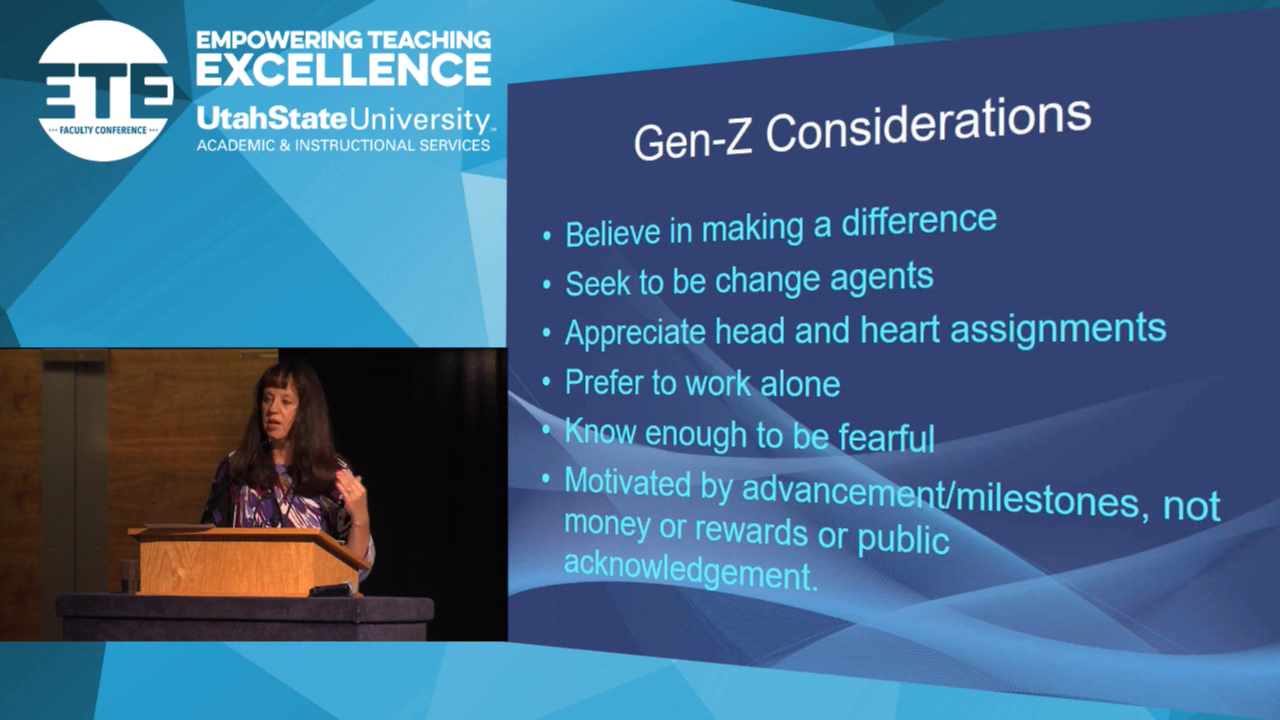 ETE
··· FACULTY CONFERENCE ···
EMPOWERING TEACHING
EXCELLENCE
UtahStateUniversity™
ACADEMIC & INSTRUCTIONAL SERVICES
Gen-Z Considerations
• Believe in making a difference
• Seek to be change agents
• Appreciate head and heart assignments
• Prefer to work alone
• Know enough to be fearful
• Motivated by advancement/milestones, not
money or rewards or public
acknowledgement.